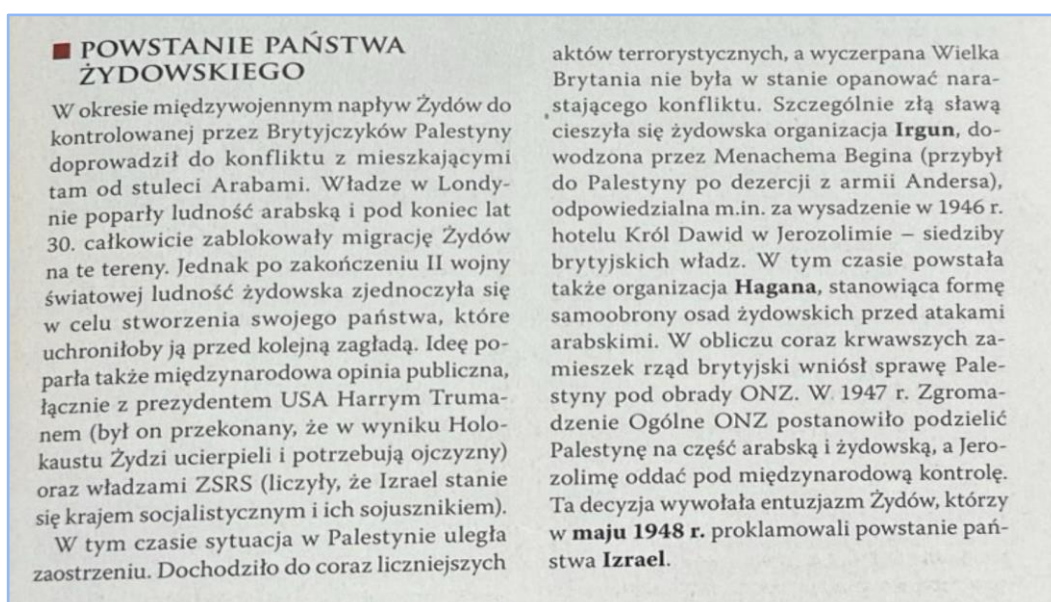 POWSTANIE PAŃSTWA
ŻYDOWSKIEGO
W okresie międzywojennym napływ Żydów do
kontrolowanej przez Brytyjczyków Palestyny
doprowadził do konfliktu z mieszkającymi
tam od stuleci Arabami. Władze w Londy-
nie poparły ludność arabską i pod koniec lat
30. całkowicie zablokowały migrację Żydów
na te tereny. Jednak po zakończeniu II wojny
światowej ludność żydowska zjednoczyła się
w celu stworzenia swojego państwa, które
uchroniłoby ją przed kolejną zagładą. Ideę po-
parła także międzynarodowa opinia publiczna,
łącznie z prezydentem USA Harrym Truma-
nem (był on przekonany, że w wyniku Holo-
kaustu Żydzi ucierpieli i potrzebują ojczyzny)
oraz władzami ZSRS (liczyły, że Izrael stanie
się krajem socjalistycznym i ich sojusznikiem).
W tym czasie sytuacja w Palestynie uległa
zaostrzeniu. Dochodziło do coraz liczniejszych
aktów terrorystycznych, a wyczerpana Wielka
Brytania nie była w stanie opanować nara-
stającego konfliktu. Szczególnie złą sławą
cieszyła się żydowska organizacja Irgun, do-
wodzona przez Menachema Begina (przybył
do Palestyny po dezercji z armii Andersa),
odpowiedzialna m.in. za wysadzenie w 1946 r.
hotelu Król Dawid w Jerozolimie – siedziby
brytyjskich władz. W tym czasie powstała
także organizacja Hagana, stanowiąca formę
samoobrony osad żydowskich przed atakami
arabskimi. W obliczu coraz krwawszych za-
mieszek rząd brytyjski wniósł sprawę Pale-
styny pod obrady ONZ. W 1947 r. Zgroma-
dzenie Ogólne ONZ postanowiło podzielić
Palestynę na część arabską i żydowską, a Jero-
zolimę oddać pod międzynarodową kontrolę.
Ta decyzja wywołała entuzjazm Żydów, którzy
w maju 1948 r. proklamowali powstanie pań-
stwa Izrael.